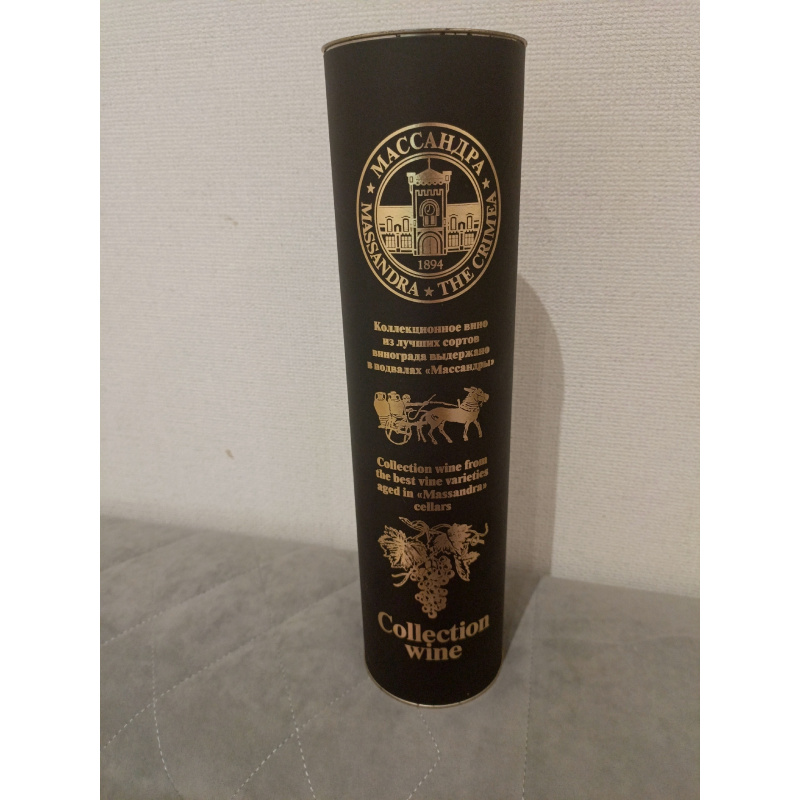 МАССАНДРА
MASSANDRA ★ THE CRIMEA
1894
Коллекционное вино
из лучших сортов
винограда выдержано
в подвалах «Массандры»
Collection wine from
the best vine varieties
aged in «Massandra»
cellars
Collection
wine